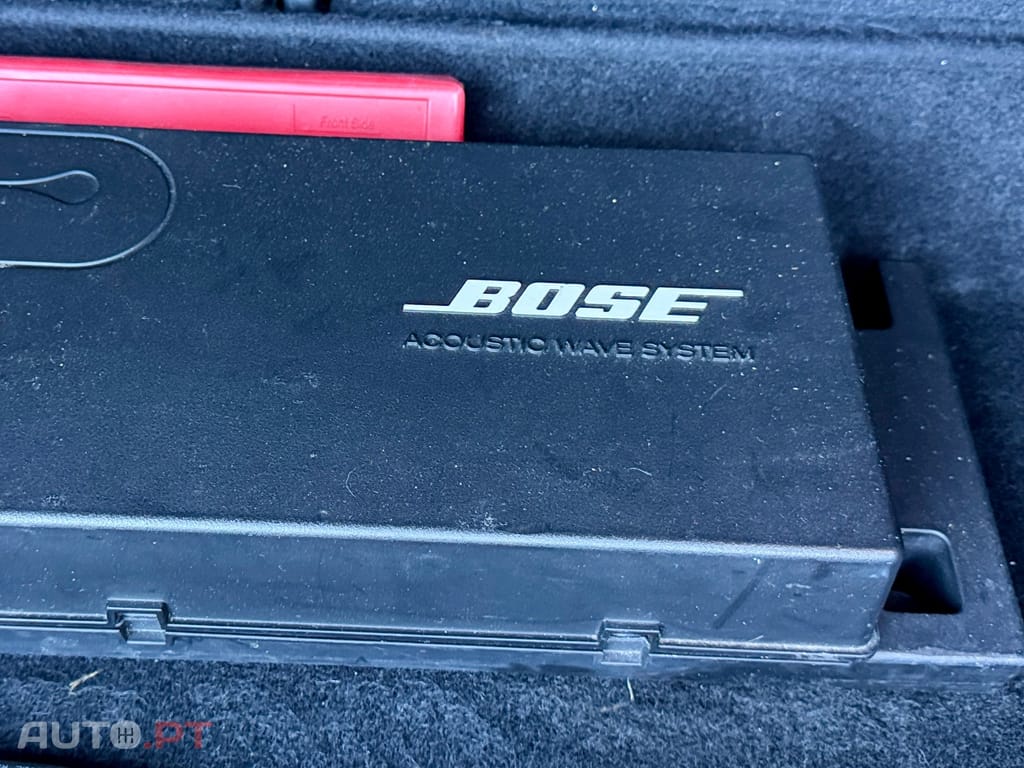 Front Side
BOSE
ACOUSTIC WAVE SYSTEM
AUTO.PT